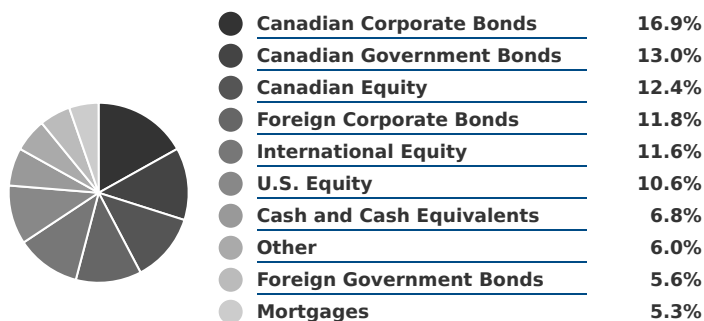 Canadian Corporate Bonds 16.9%
Canadian Government Bonds 13.0%
Canadian Equity 12.4%
Foreign Corporate Bonds 11.8%
International Equity 11.6%
U.S. Equity 10.6%
Cash and Cash Equivalents 6.8%
Other 6.0%
Foreign Government Bonds 5.6%
Mortgages 5.3%